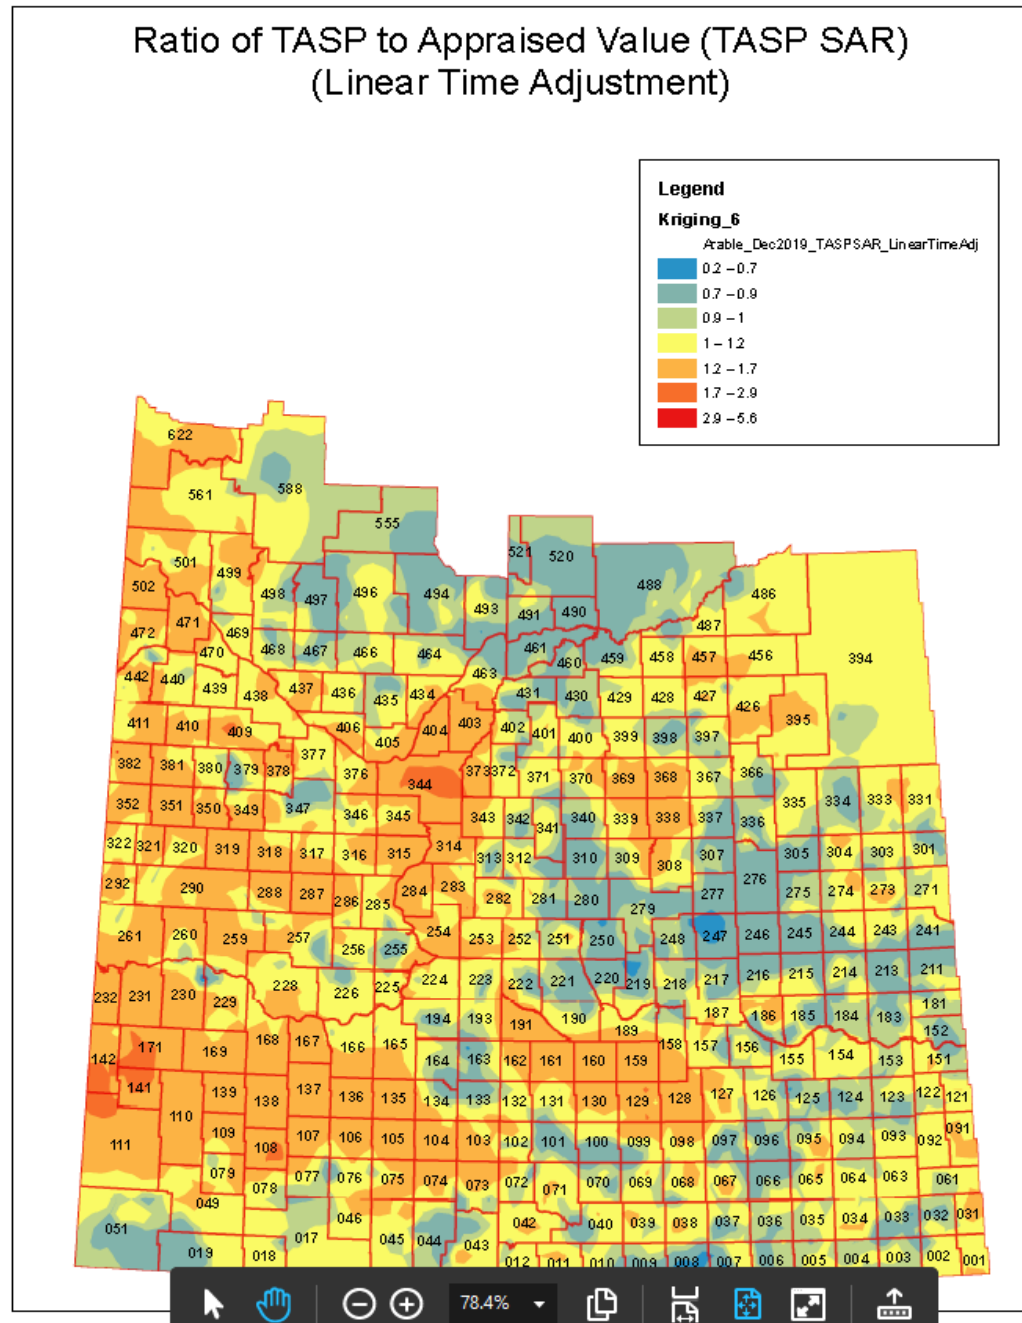 Ratio of TASP to Appraised Value (TASP SAR)
(Linear Time Adjustment)
Legend
Kriging_6
Arable_Dec2019_TASPSAR_LinearTimeAdj
0.2 – 0.7
0.7 – 0.9
0.9 – 1
1 – 1.2
1.2 – 1.7
1.7 – 2.9
2.9 – 5.6
622
588
561
555
501 499 521 520
502 498 497 496 494 493 488 486
472 471 469 491 490 487
470 468 467 466 464 461 460 459 458 457 456 394
442 440 439 438 437 436 435 434 463 431 430 429 428 427 426 395
411 410 409 406 405 404 403 402 401 400 399 398 397
382 381 380 379 378 377 376 344 373 372 371 370 369 368 367 366
352 351 350 349 347 346 345 343 342 341 340 339 338 337 336 335 334 333 331
322 321 320 319 318 317 316 315 314 313 312 310 309 308 307 305 304 303 301
292 290 288 287 286 285 284 283 282 281 280 279 277 276 275 274 273 271
261 260 259 257 256 255 254 253 252 251 250 248 247 246 245 244 243 241
232 231 230 229 228 226 225 224 223 222 221 220 219 218 217 216 215 214 213 211
194 193 191 190 189 187 186 185 184 183 181
142 171 169 168 167 166 165 164 163 162 161 160 159 158 157 156 155 154 153 152 151
141 139 138 137 136 135 134 133 132 131 130 129 128 127 126 125 124 123 122 121
111 110 109 108 107 106 105 104 103 102 101 100 099 098 097 096 095 094 093 092 091
079 078 077 076 075 074 073 072 071 070 069 068 067 066 065 064 063 061
051 049 046 045 044 043 042 040 039 038 037 036 035 034 033 032 031
019 018 017 012 011 010 009 008 007 006 005 004 003 002 001
78.4%